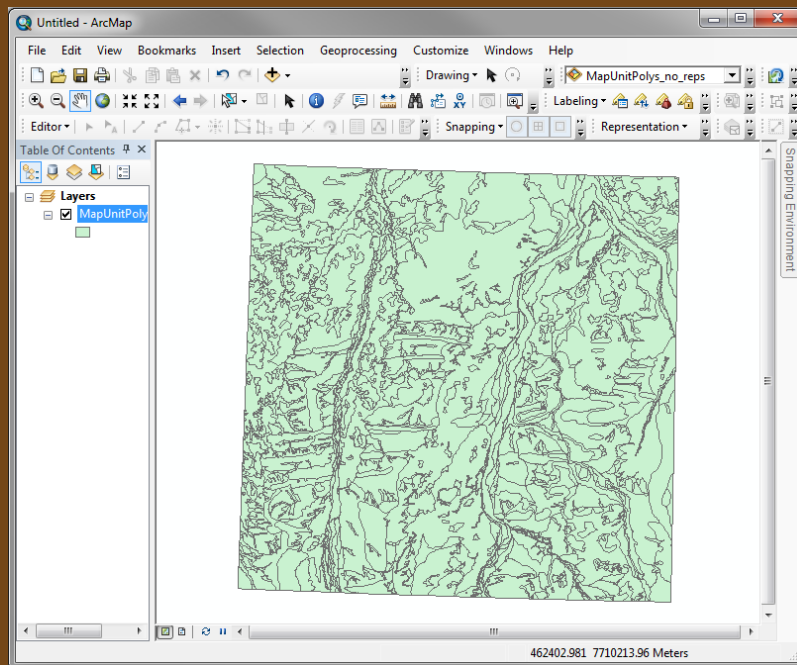 Untitled - ArcMap
File Edit View Bookmarks Insert Selection Geoprocessing Customize Windows Help
Drawing MapUnitPolys_no_reps
Labeling
Editor Snapping Representation
Table Of Contents
Layers
MapUnitPoly
Snapping Environment
462402.981 7710213.96 Meters